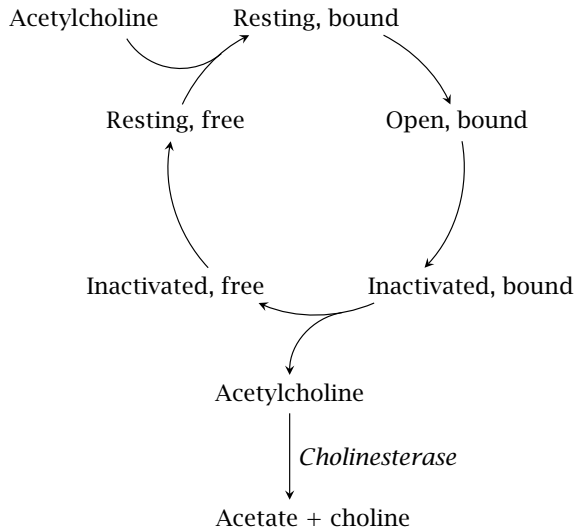 Acetylcholine
Resting, bound
Resting, free
Open, bound
Inactivated, free
Inactivated, bound
Acetylcholine
Cholinesterase
Acetate + choline